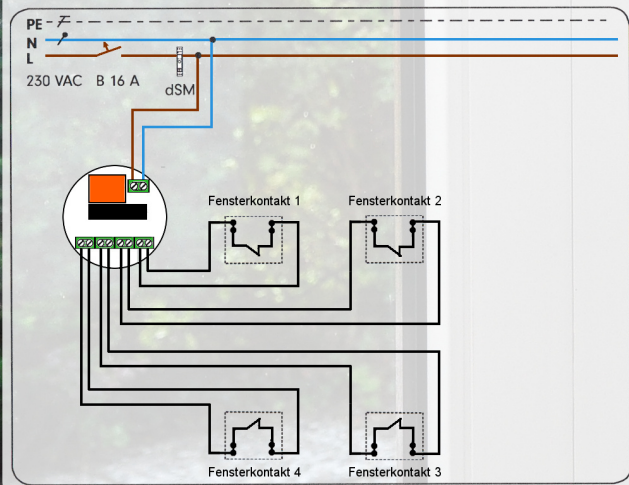 PE
N
L
230 VAC B 16 A
dSM
Fensterkontakt 1
Fensterkontakt 2
Fensterkontakt 4
Fensterkontakt 3